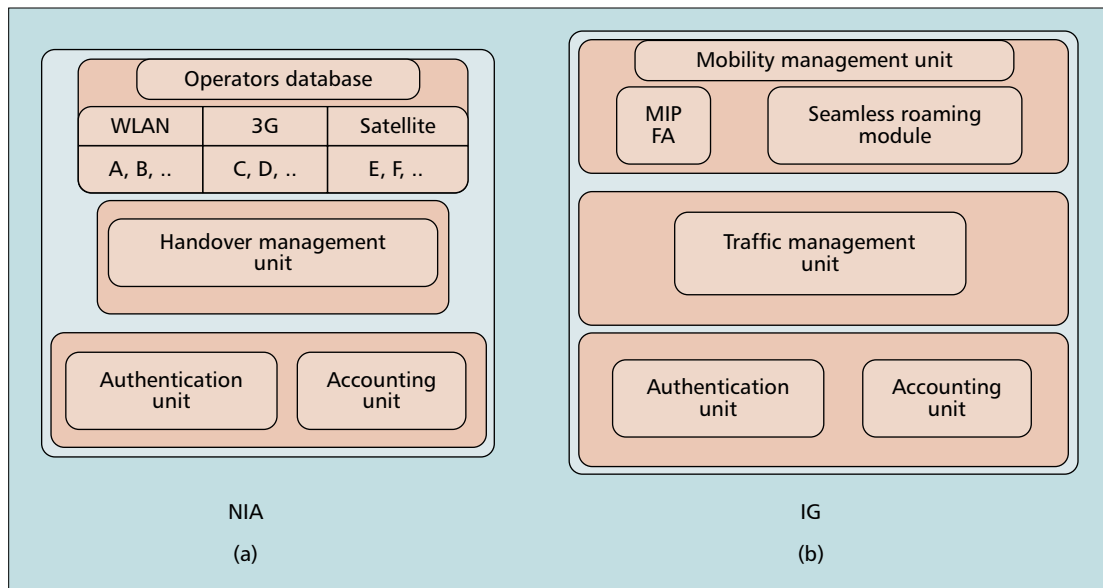 Operators database
WLAN 3G Satellite
A, B, .. C, D, .. E, F, ..
Handover management
unit
Authentication
unit
Accounting
unit
NIA
(a)
Mobility management unit
MIP
FA
Seamless roaming
module
Traffic management
unit
Authentication
unit
Accounting
unit
IG
(b)